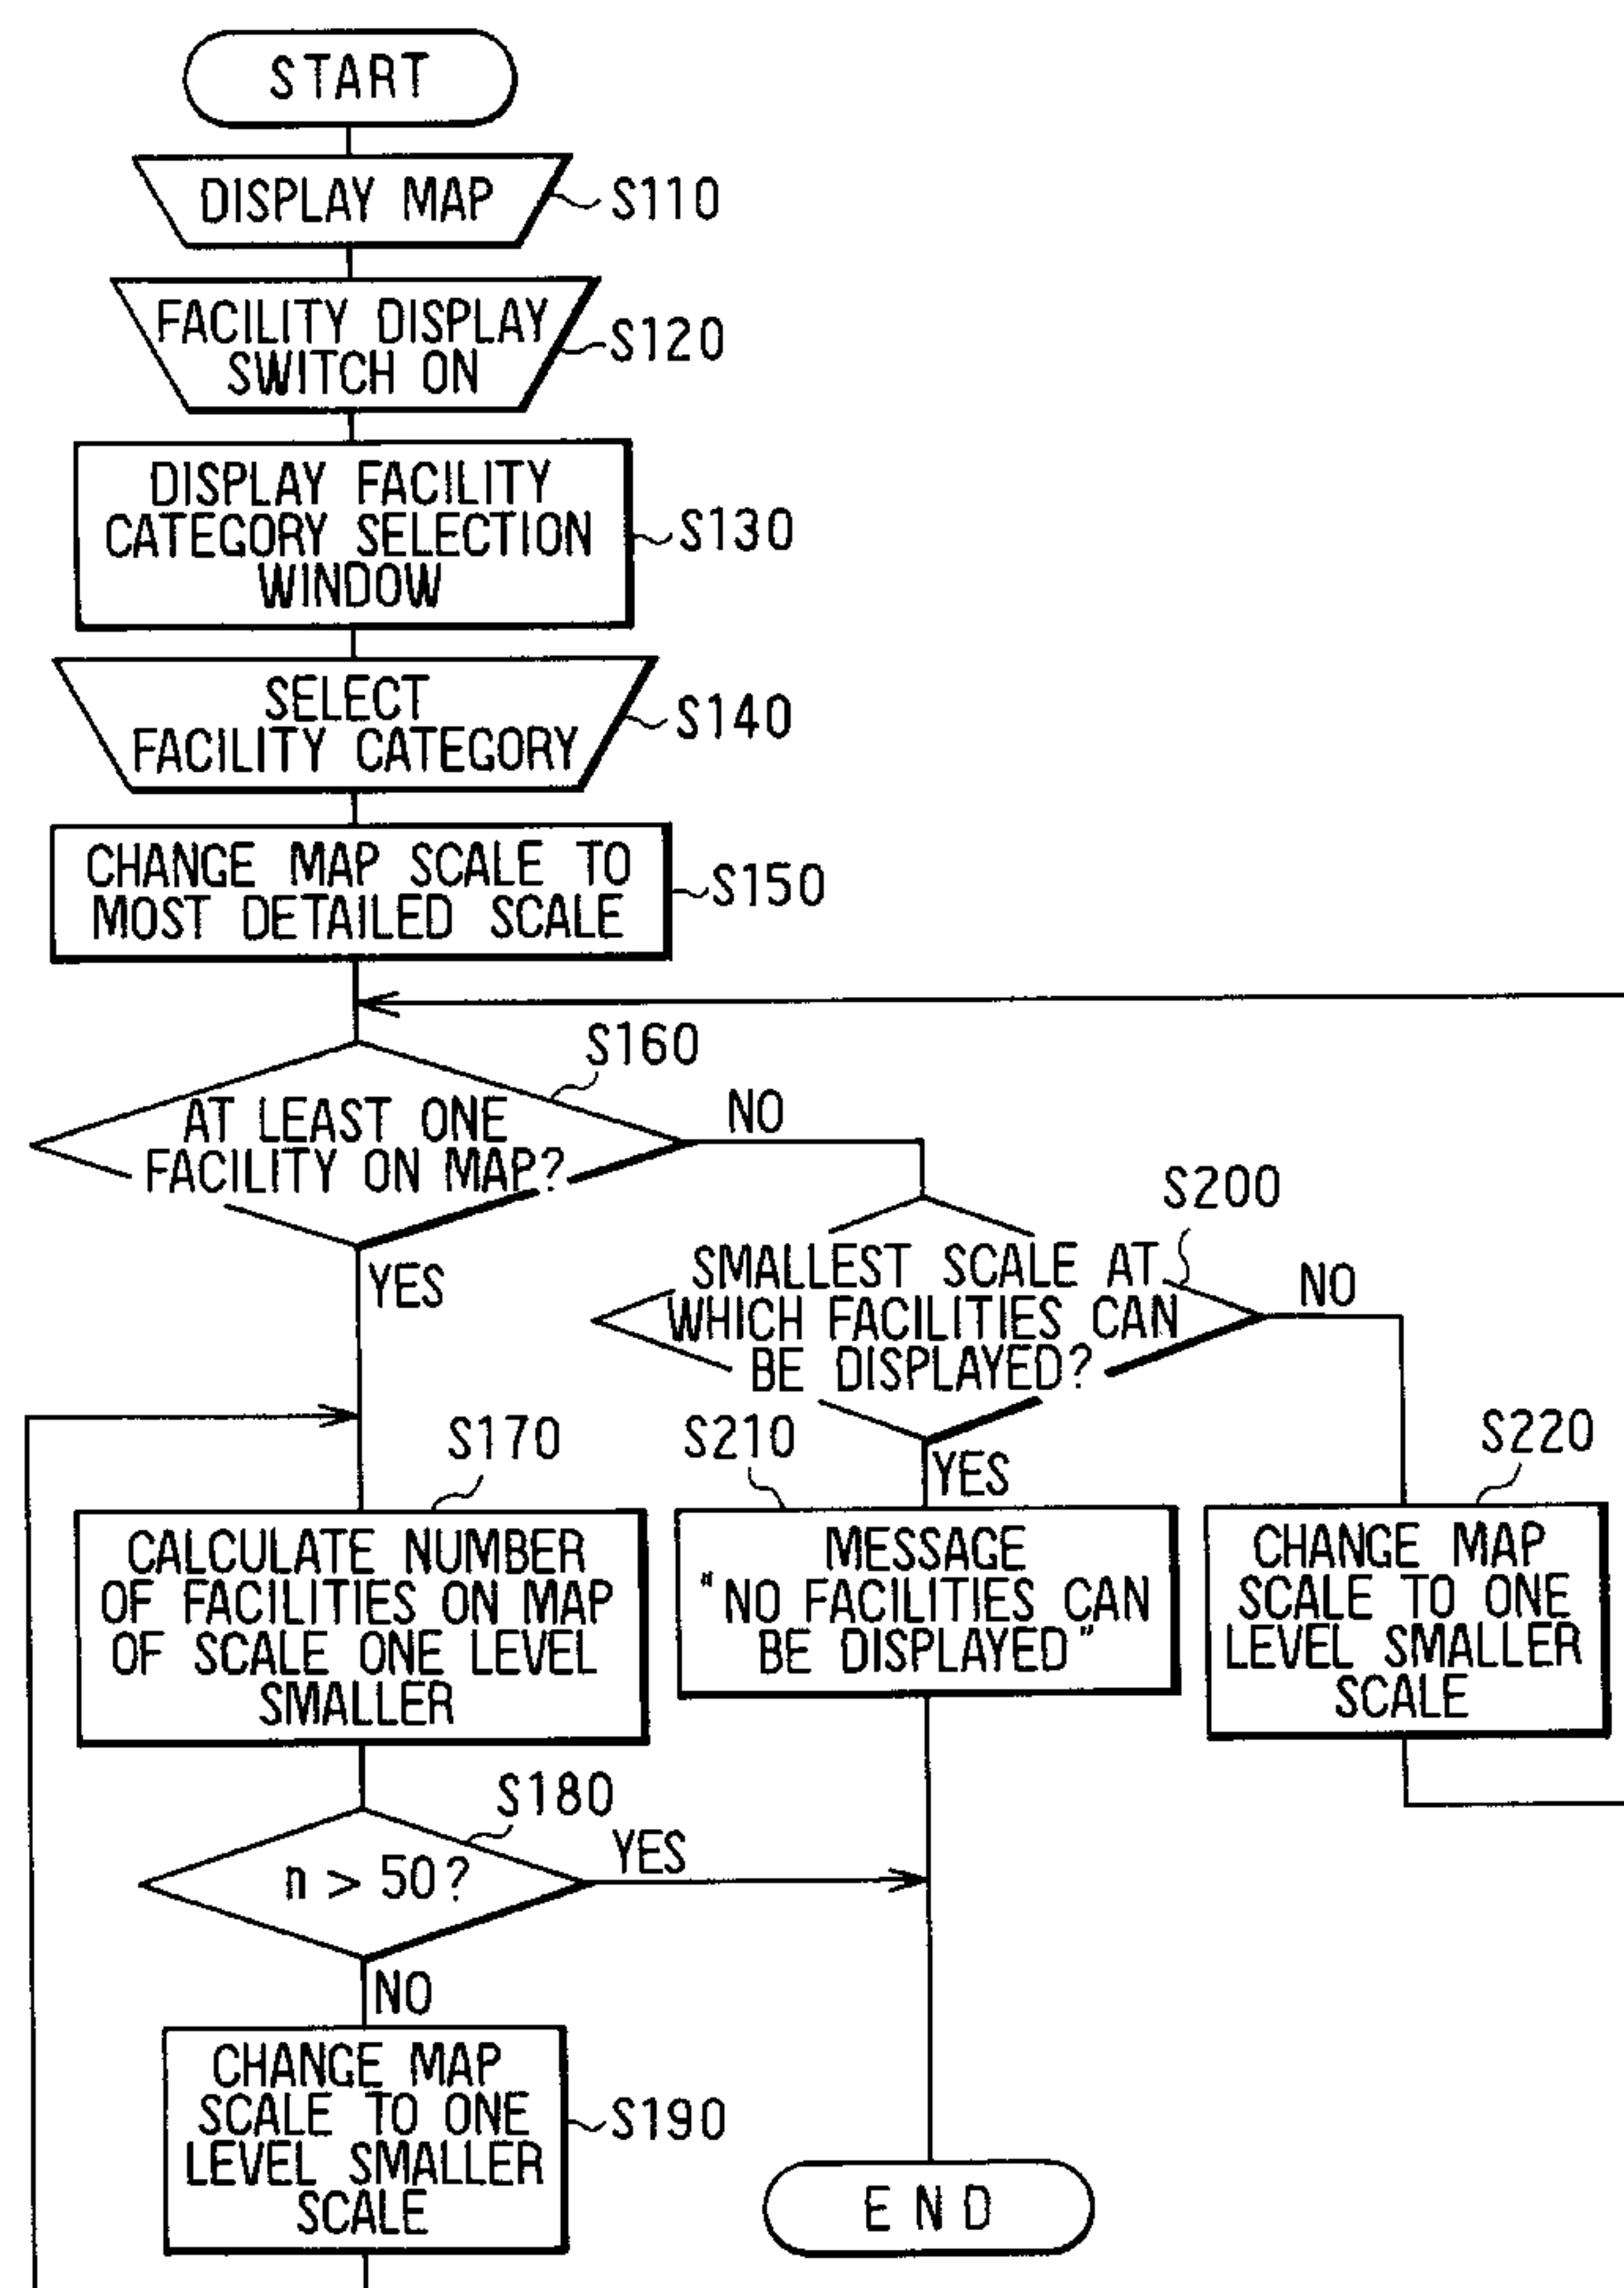 START
DISPLAY MAP
S110
FACILITY DISPLAY
SWITCH ON
S120
DISPLAY FACILITY
CATEGORY SELECTION
WINDOW
S130
SELECT
FACILITY CATEGORY
S140
CHANGE MAP SCALE TO
MOST DETAILED SCALE
S150
S160
AT LEAST ONE
FACILITY ON MAP?
NO
YES
S200
SMALLEST SCALE AT
WHICH FACILITIES CAN
BE DISPLAYED?
NO
YES
S170
CALCULATE NUMBER
OF FACILITIES ON MAP
OF SCALE ONE LEVEL
SMALLER
S210
MESSAGE
"NO FACILITIES CAN
BE DISPLAYED"
S220
CHANGE MAP
SCALE TO ONE
LEVEL SMALLER
SCALE
S180
n > 50?
YES
NO
CHANGE MAP
SCALE TO ONE
LEVEL SMALLER
SCALE
S190
END